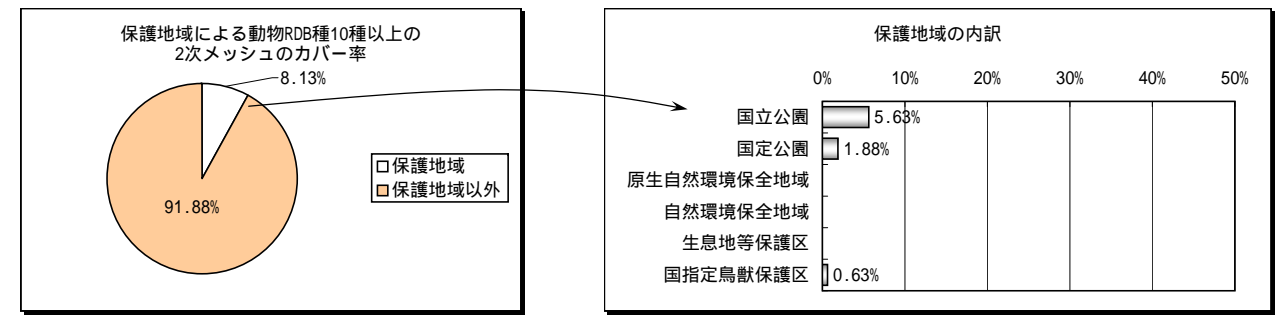 保護地域による動物RDB種10種以上の
2次メッシュのカバー率
8.13%
91.88%
保護地域
保護地域以外
保護地域の内訳
0% 10% 20% 30% 40% 50%
国立公園 5.63%
国定公園 1.88%
原生自然環境保全地域
自然環境保全地域
生息地等保護区
国指定鳥獣保護区 0.63%